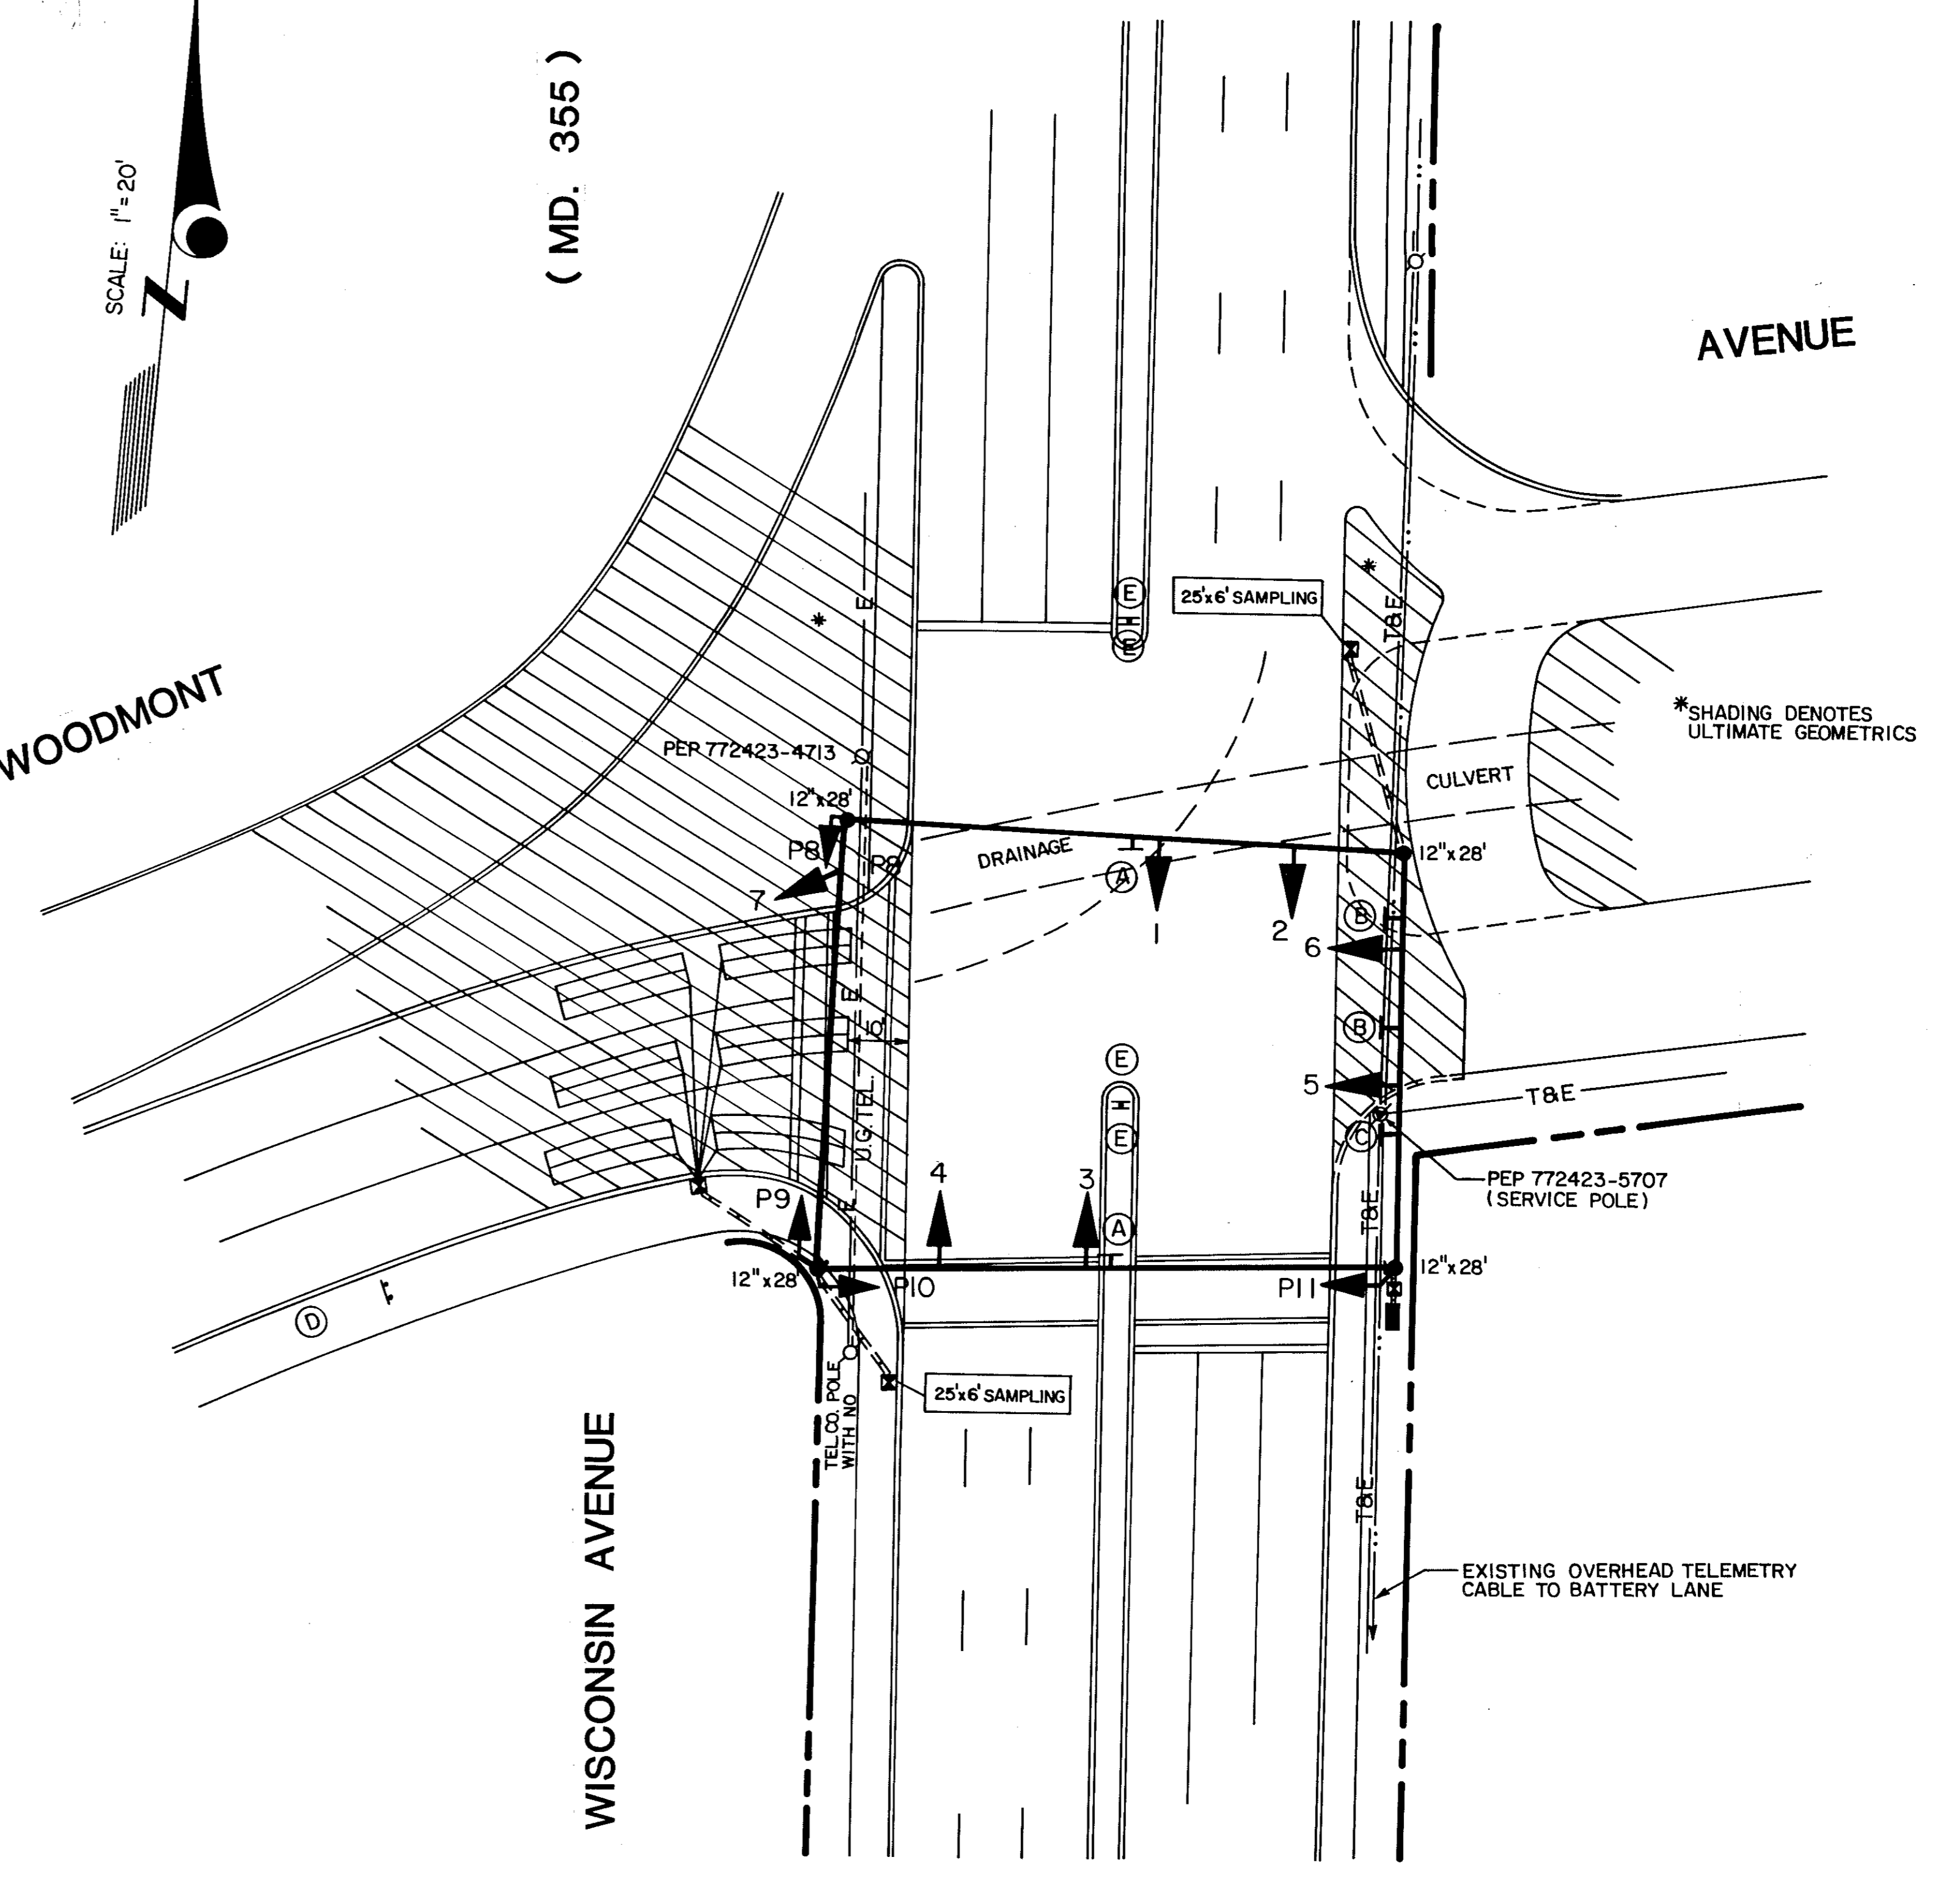 SCALE: 1"=20'
N
( MD. 355 )
AVENUE
WOODMONT
E
E
E
25'x6' SAMPLING
T&E
*
*
*SHADING DENOTES
ULTIMATE GEOMETRICS
PEP 772423-4713
CULVERT
12"x28'
P8
P8
DRAINAGE
12"x28'
7
A
1
2
B
6
E
10'
B
E
5
T&E
U.G. TEL.
E
C
PEP 772423-5707
(SERVICE POLE)
4
3
P9
E
A
T&E
12"x28'
P10
P11
12"x28'
D
TEL.CO. POLE
WITH NO
25'x6' SAMPLING
T&E
EXISTING OVERHEAD TELEMETRY
CABLE TO BATTERY LANE
WISCONSIN AVENUE